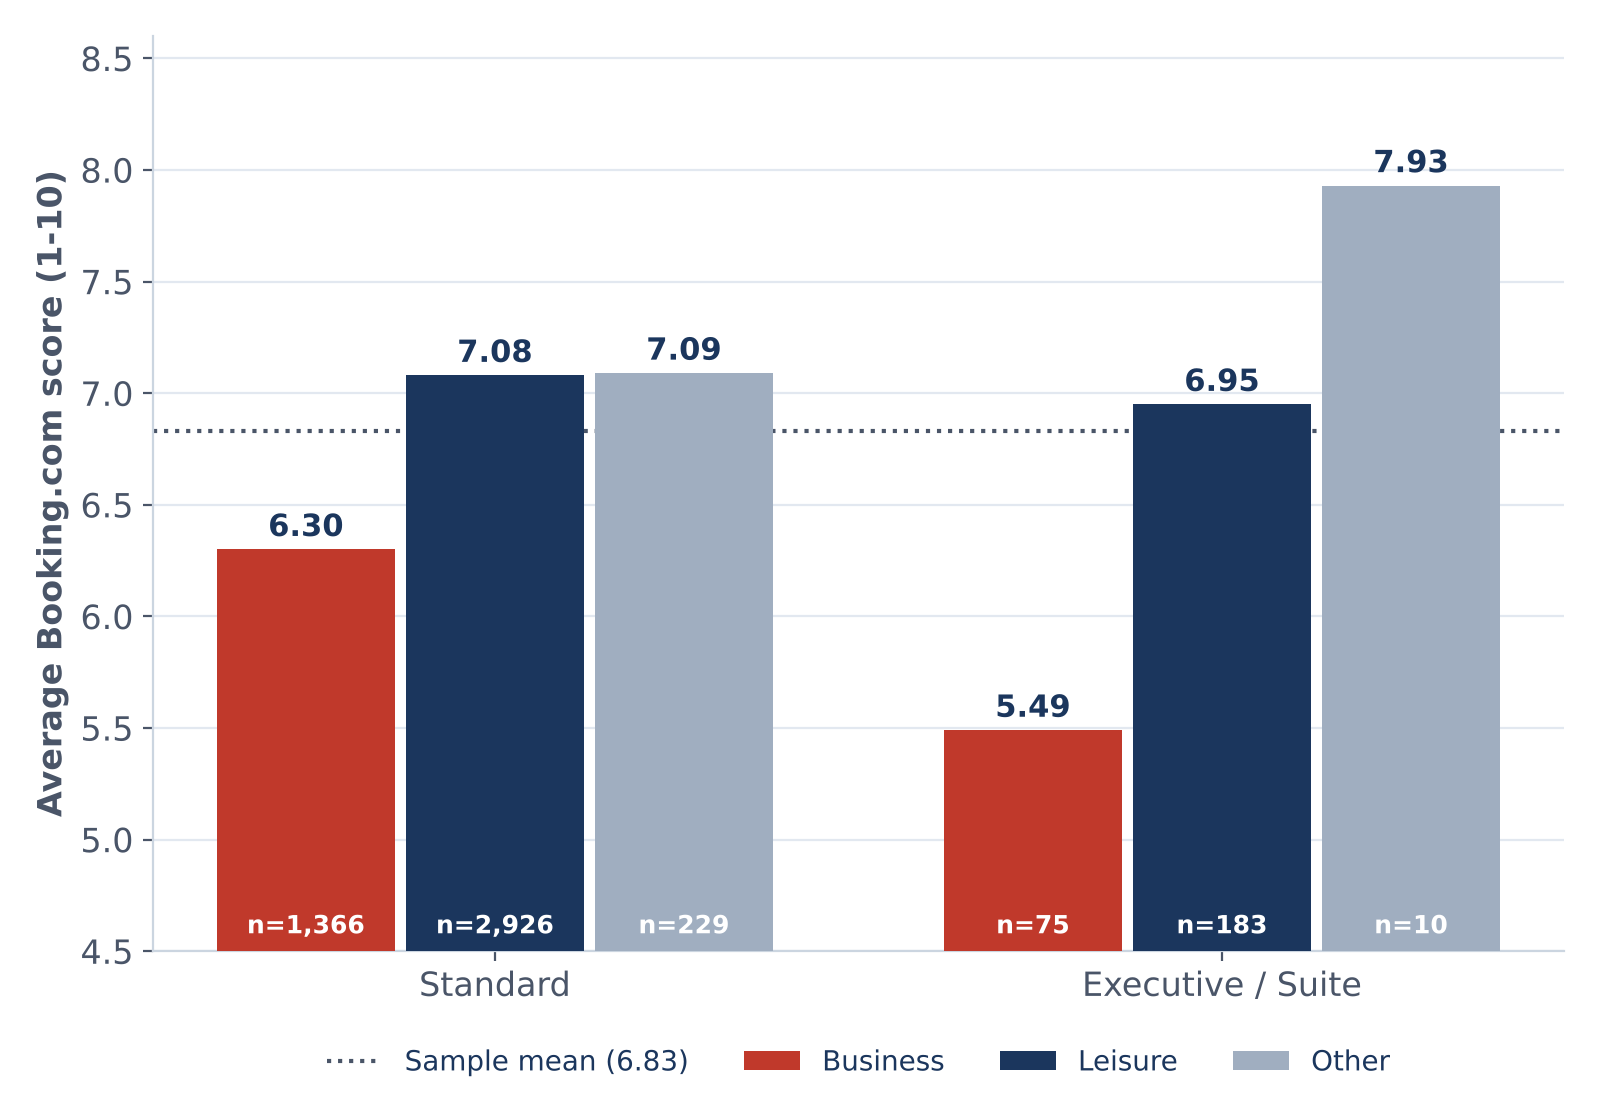 Average Booking.com score (1-10)
8.5
8.0
7.5
7.0
6.5
6.0
5.5
5.0
4.5
6.30
7.08
7.09
5.49
6.95
7.93
n=1,366
n=2,926
n=229
n=75
n=183
n=10
Standard
Executive / Suite
Sample mean (6.83)
Business
Leisure
Other